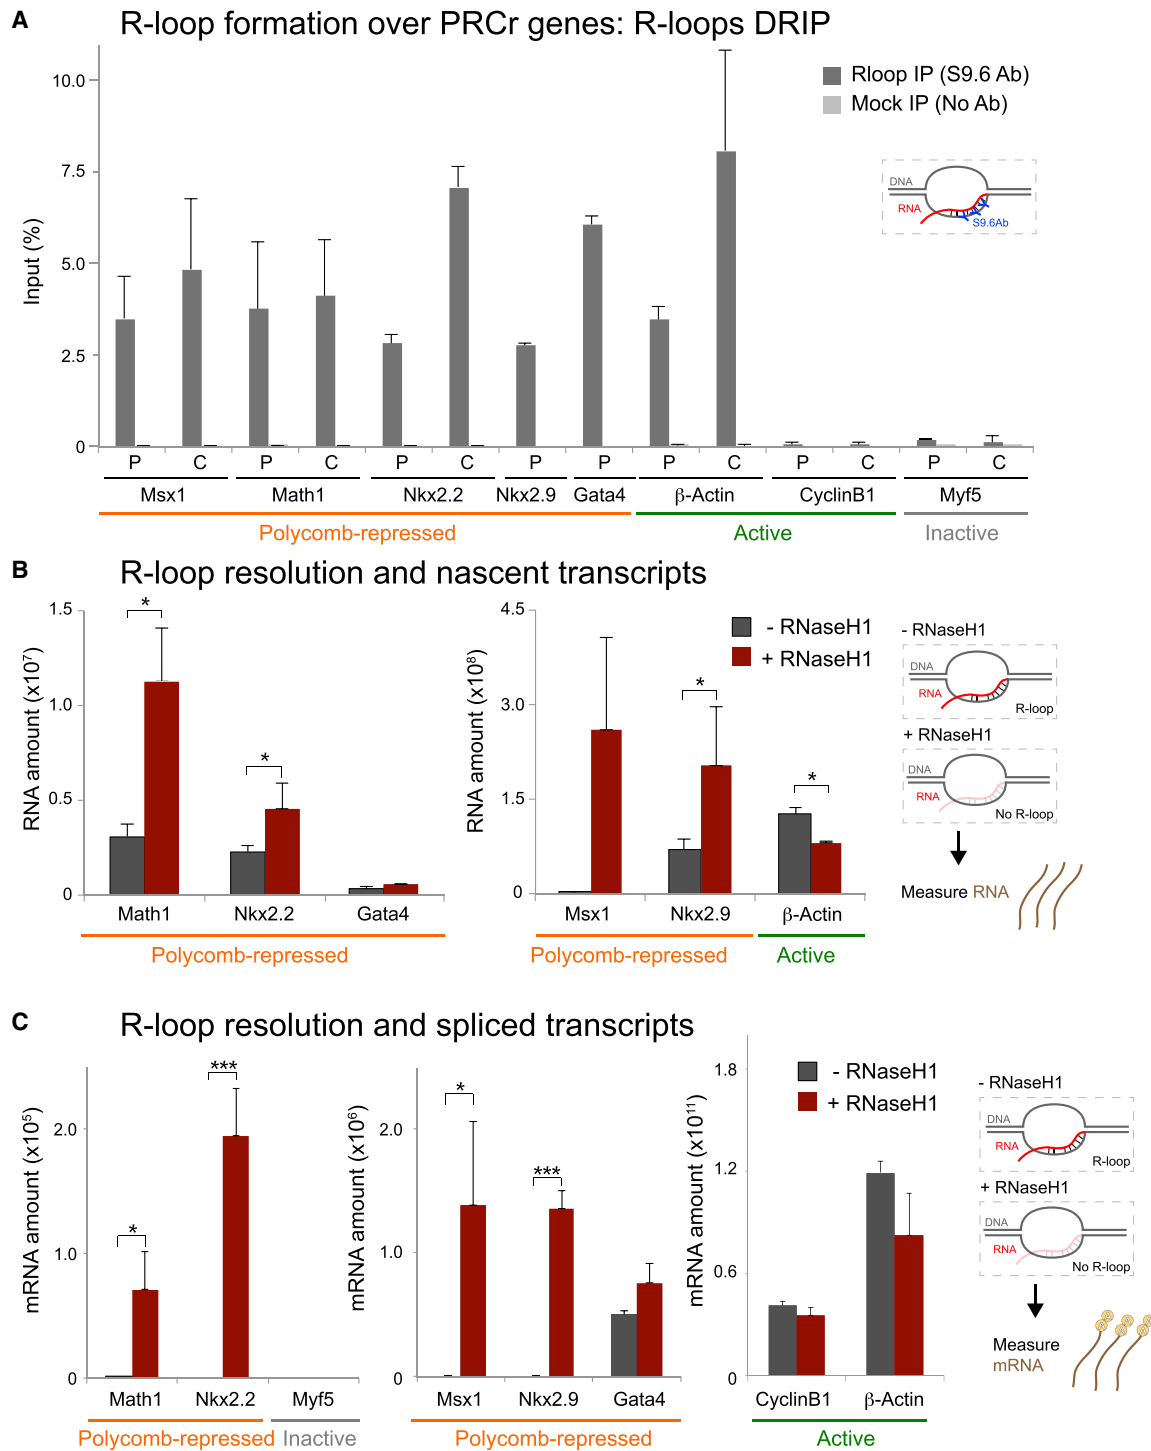 A
R-loop formation over PRCr genes: R-loops DRIP
Rloop IP (S9.6 Ab)
Mock IP (No Ab)
DNA
RNA
S9.6Ab
Input (%)
10.0
7.5
5.0
2.5
0
P C P C P C P P P C P C P C
Msx1 Math1 Nkx2.2 Nkx2.9 Gata4 β-Actin CyclinB1 Myf5
Polycomb-repressed Active Inactive
B
R-loop resolution and nascent transcripts
RNA amount (x10⁷)
1.5
1.0
0.5
0
*
*
Math1 Nkx2.2 Gata4
Polycomb-repressed
RNA amount (x10⁸)
4.5
3.0
1.5
0
*
*
Msx1 Nkx2.9 β-Actin
Polycomb-repressed Active
- RNaseH1
+ RNaseH1
- RNaseH1
DNA
RNA
R-loop
+ RNaseH1
DNA
RNA
No R-loop
Measure RNA
C
R-loop resolution and spliced transcripts
mRNA amount (x10⁵)
2.0
1.0
0
*
***
Math1 Nkx2.2 Myf5
Polycomb-repressed Inactive
mRNA amount (x10⁶)
2.0
1.0
0
*
***
Msx1 Nkx2.9 Gata4
Polycomb-repressed
mRNA amount (x10¹¹)
1.8
1.2
0.6
0
CyclinB1 β-Actin
Active
- RNaseH1
+ RNaseH1
- RNaseH1
DNA
RNA
R-loop
+ RNaseH1
DNA
RNA
No R-loop
Measure
mRNA